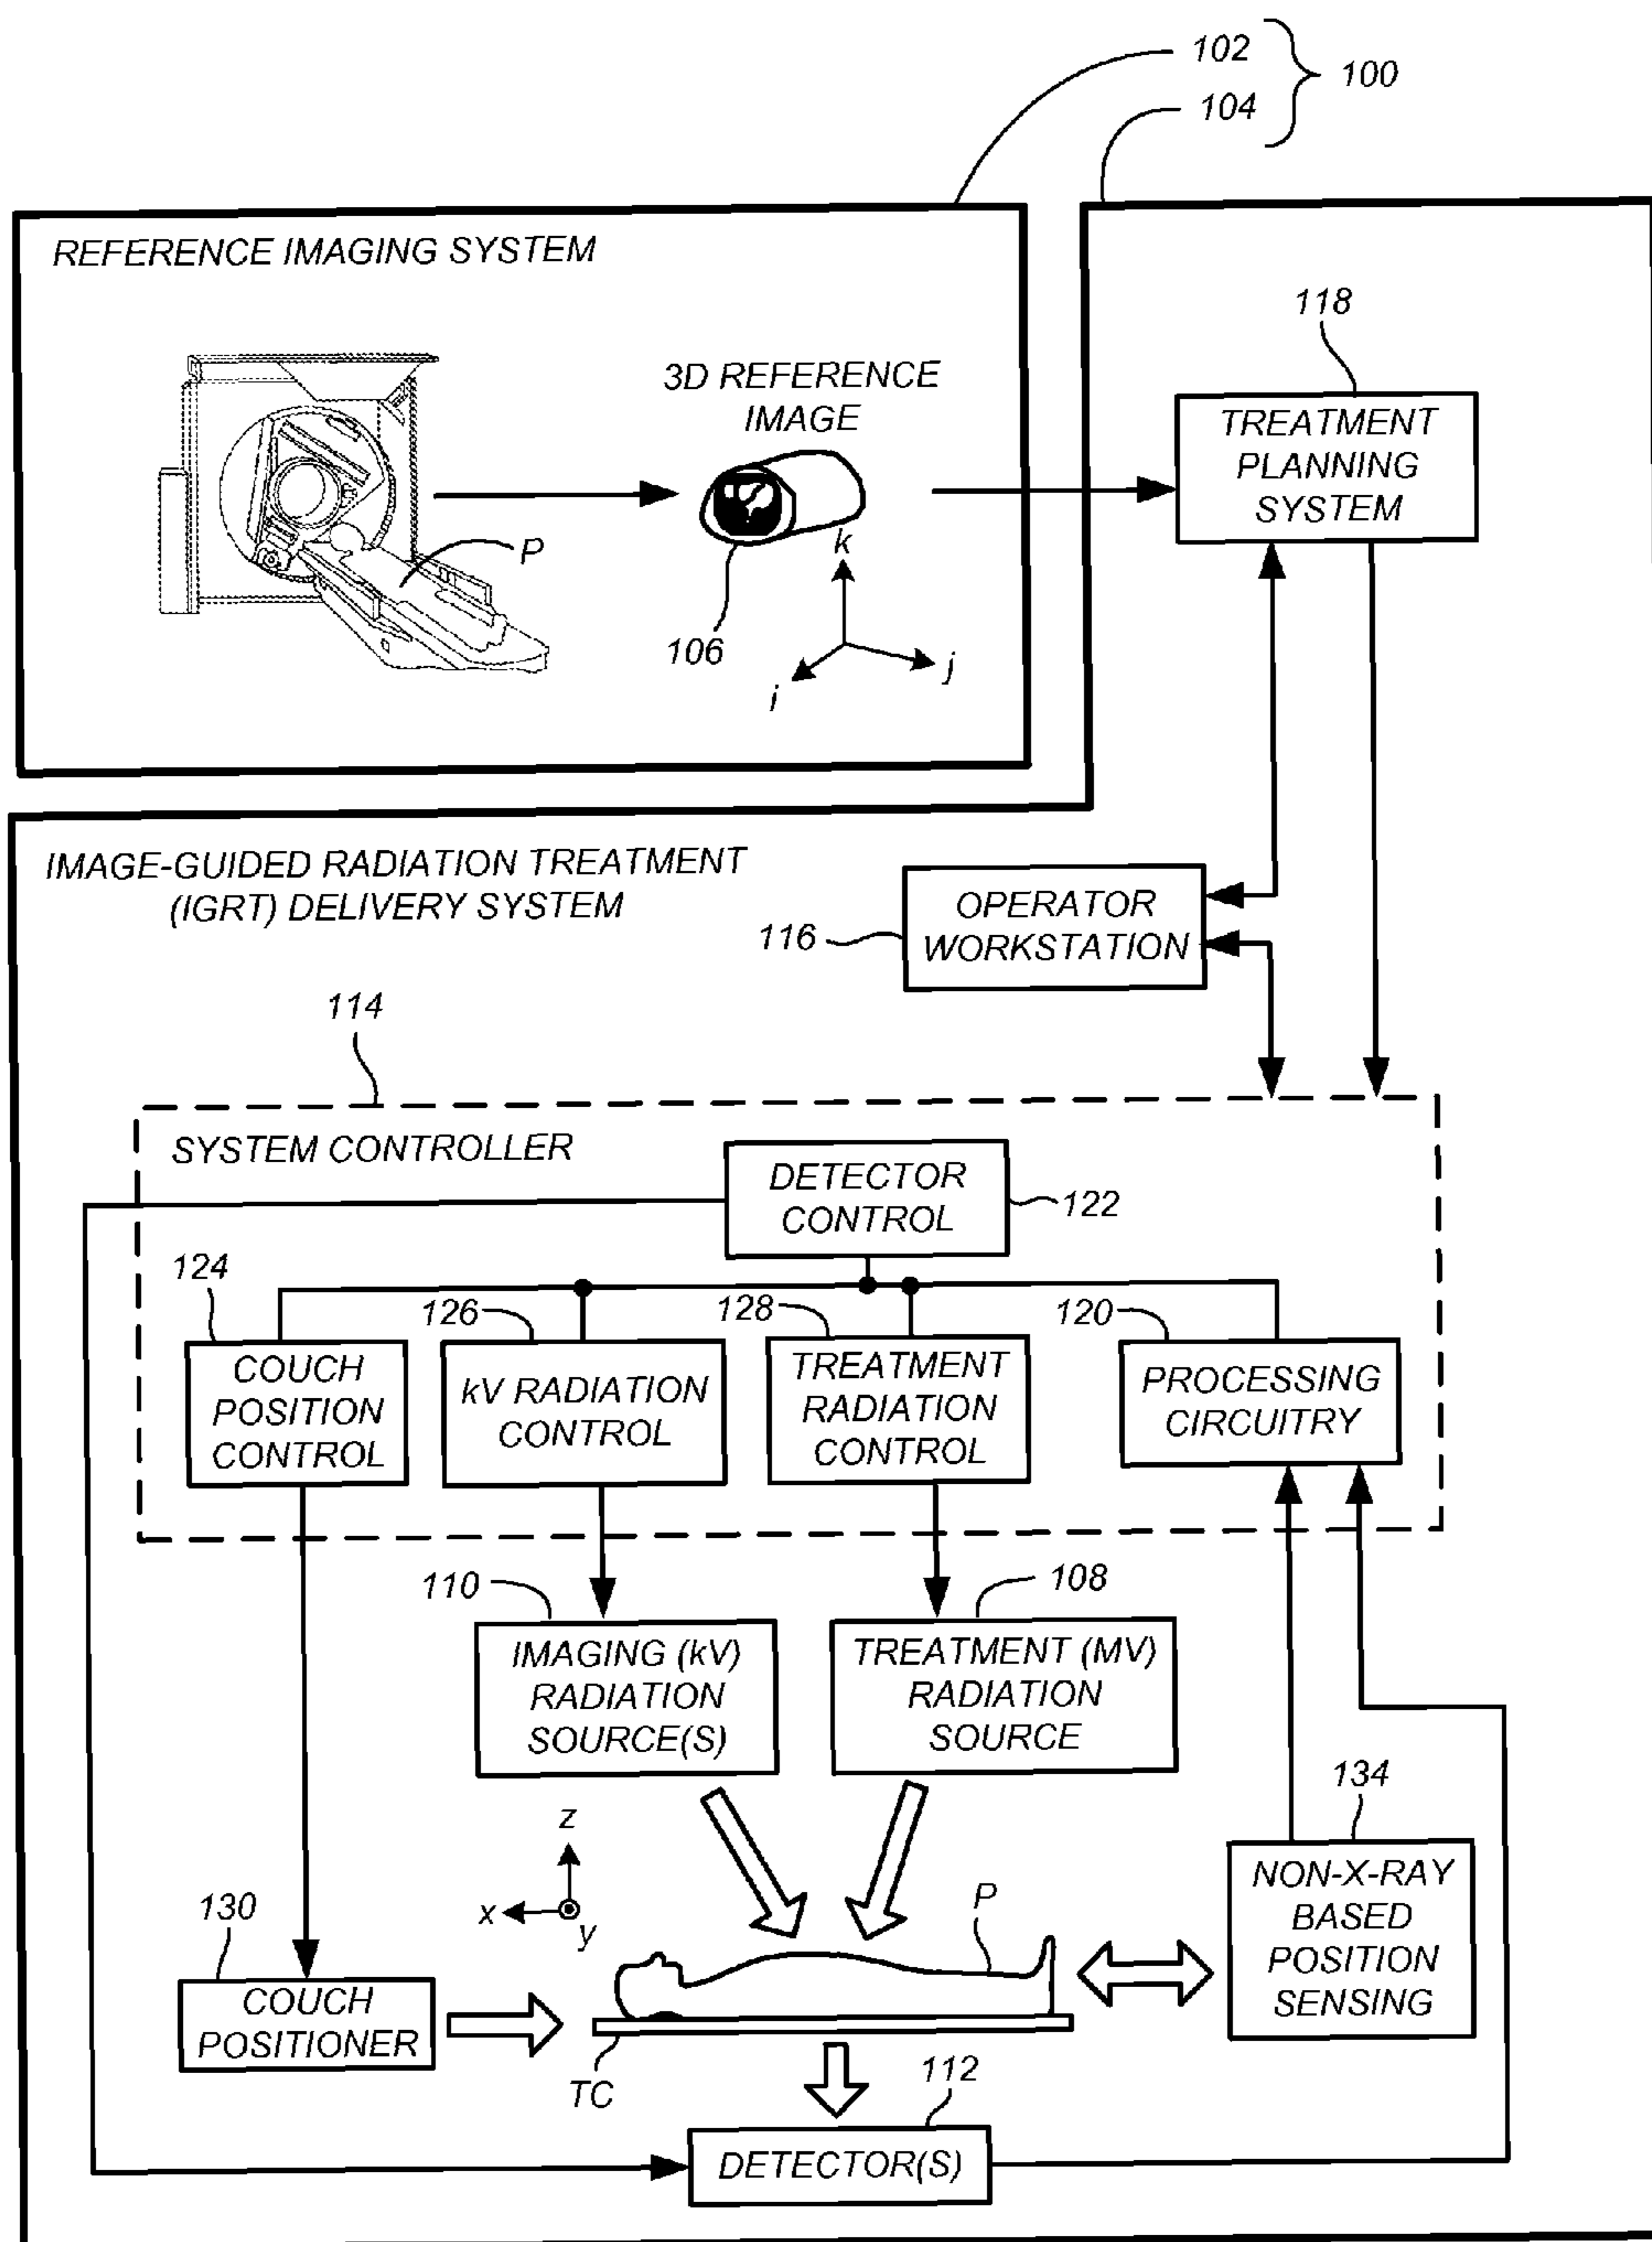 102
100
104
REFERENCE IMAGING SYSTEM
118
3D REFERENCE
IMAGE
TREATMENT
PLANNING
SYSTEM
P
k
106
j
i
IMAGE-GUIDED RADIATION TREATMENT
(IGRT) DELIVERY SYSTEM
OPERATOR
WORKSTATION
116
114
SYSTEM CONTROLLER
DETECTOR
CONTROL
122
124
126
128
120
COUCH
POSITION
CONTROL
kV RADIATION
CONTROL
TREATMENT
RADIATION
CONTROL
PROCESSING
CIRCUITRY
110
108
IMAGING (kV)
RADIATION
SOURCE(S)
TREATMENT (MV)
RADIATION
SOURCE
134
z
x
y
P
NON-X-RAY
BASED
POSITION
SENSING
130
COUCH
POSITIONER
TC
112
DETECTOR(S)